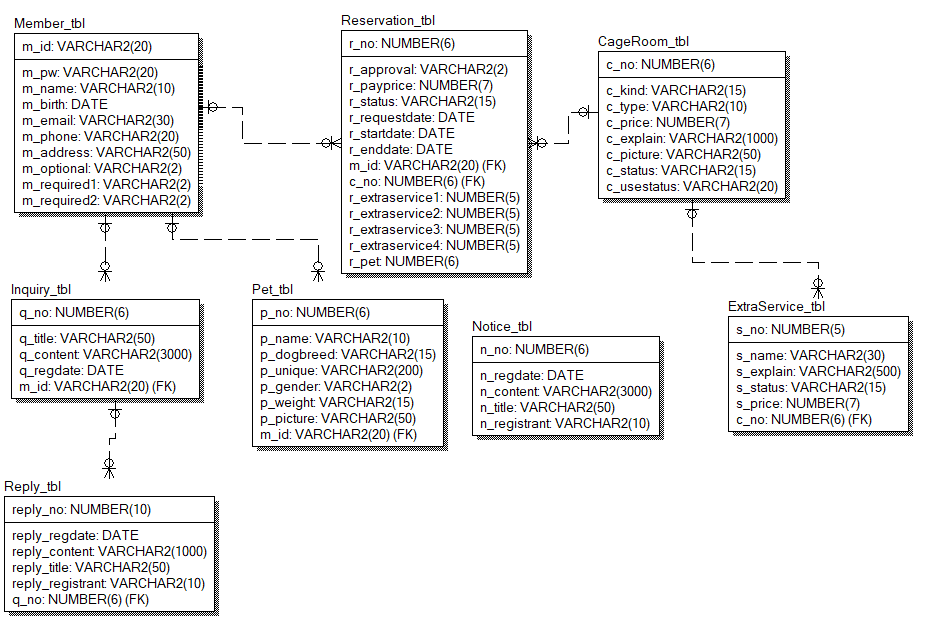 Member_tbl
m_id: VARCHAR2(20)
m_pw: VARCHAR2(20)
m_name: VARCHAR2(10)
m_birth: DATE
m_email: VARCHAR2(30)
m_phone: VARCHAR2(20)
m_address: VARCHAR2(50)
m_optional: VARCHAR2(2)
m_required1: VARCHAR2(2)
m_required2: VARCHAR2(2)
Reservation_tbl
r_no: NUMBER(6)
r_approval: VARCHAR2(2)
r_payprice: NUMBER(7)
r_status: VARCHAR2(15)
r_requestdate: DATE
r_startdate: DATE
r_enddate: DATE
m_id: VARCHAR2(20) (FK)
c_no: NUMBER(6) (FK)
r_extraservice1: NUMBER(5)
r_extraservice2: NUMBER(5)
r_extraservice3: NUMBER(5)
r_extraservice4: NUMBER(5)
r_pet: NUMBER(6)
CageRoom_tbl
c_no: NUMBER(6)
c_kind: VARCHAR2(15)
c_type: VARCHAR2(10)
c_price: NUMBER(7)
c_explain: VARCHAR2(1000)
c_picture: VARCHAR2(50)
c_status: VARCHAR2(15)
c_usestatus: VARCHAR2(20)
Inquiry_tbl
q_no: NUMBER(6)
q_title: VARCHAR2(50)
q_content: VARCHAR2(3000)
q_regdate: DATE
m_id: VARCHAR2(20) (FK)
Pet_tbl
p_no: NUMBER(6)
p_name: VARCHAR2(10)
p_dogbreed: VARCHAR2(15)
p_unique: VARCHAR2(200)
p_gender: VARCHAR2(2)
p_weight: VARCHAR2(15)
p_picture: VARCHAR2(50)
m_id: VARCHAR2(20) (FK)
Notice_tbl
n_no: NUMBER(6)
n_regdate: DATE
n_content: VARCHAR2(3000)
n_title: VARCHAR2(50)
n_registrant: VARCHAR2(10)
ExtraService_tbl
s_no: NUMBER(5)
s_name: VARCHAR2(30)
s_explain: VARCHAR2(500)
s_status: VARCHAR2(15)
s_price: NUMBER(7)
c_no: NUMBER(6) (FK)
Reply_tbl
reply_no: NUMBER(10)
reply_regdate: DATE
reply_content: VARCHAR2(1000)
reply_title: VARCHAR2(50)
reply_registrant: VARCHAR2(10)
q_no: NUMBER(6) (FK)